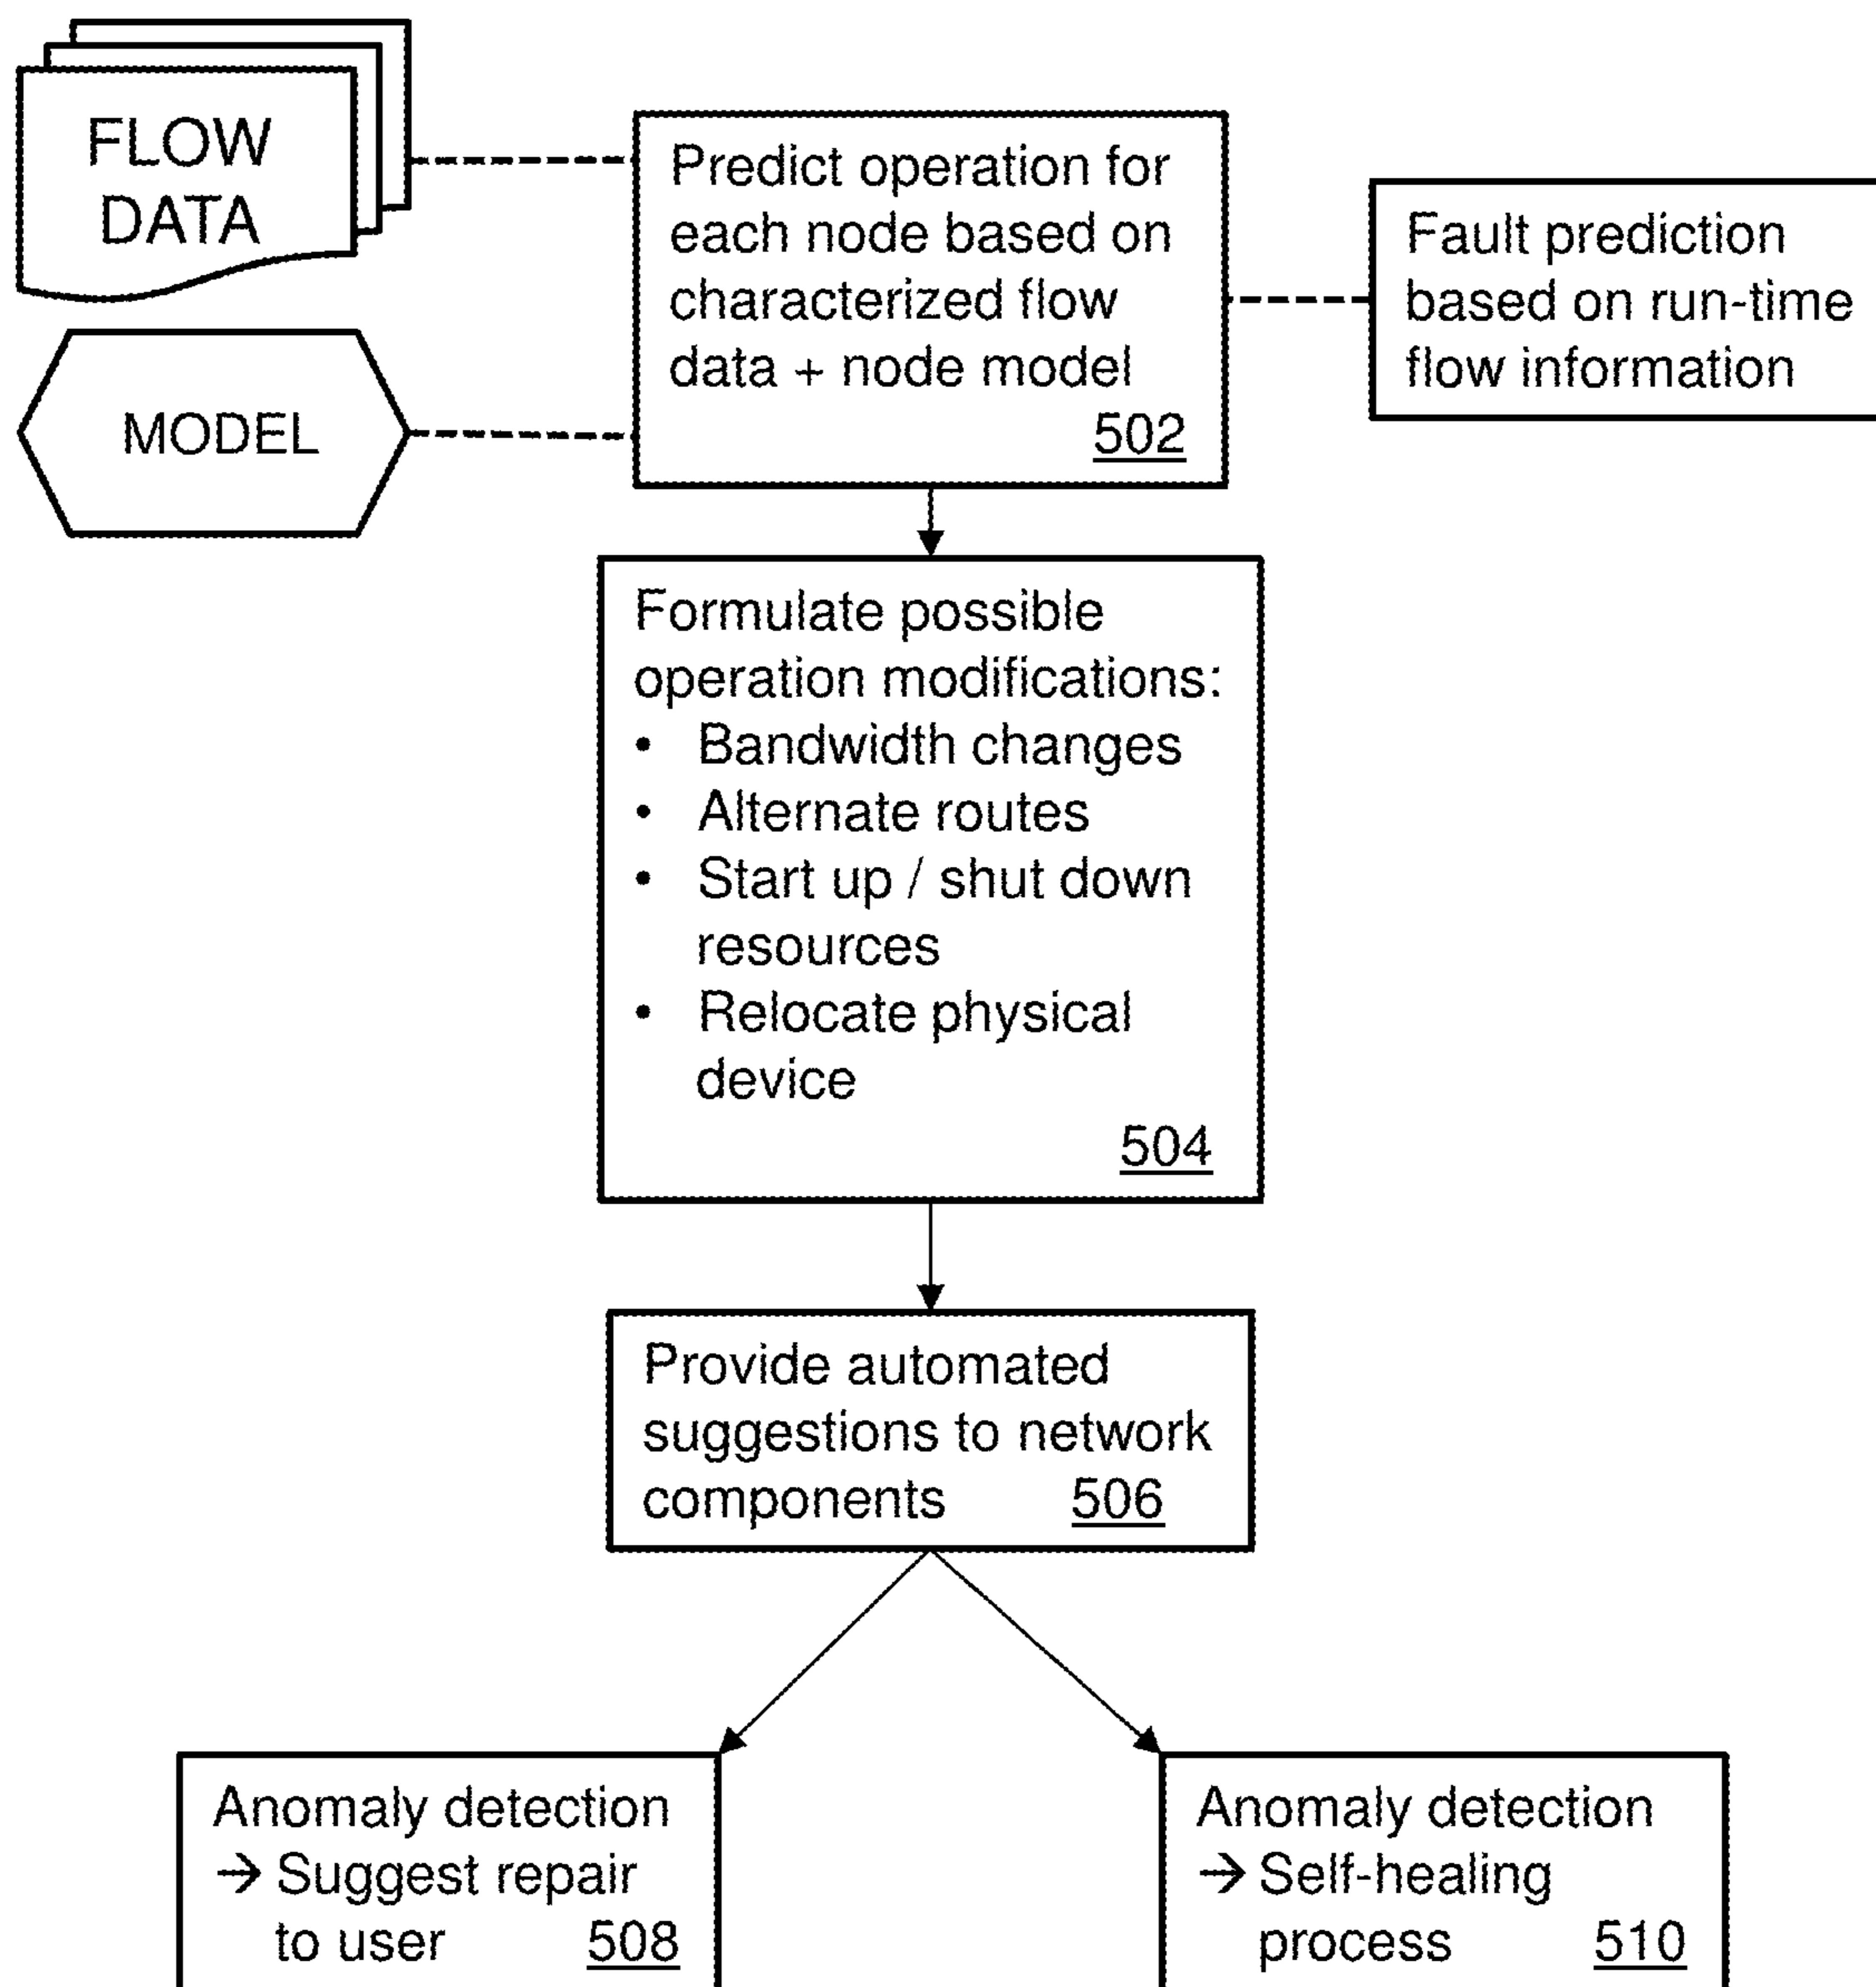 FLOW
DATA
MODEL
Predict operation for
each node based on
characterized flow
data + node model
502
Fault prediction
based on run-time
flow information
Formulate possible
operation modifications:
• Bandwidth changes
• Alternate routes
• Start up / shut down
resources
• Relocate physical
device
504
Provide automated
suggestions to network
components 506
Anomaly detection
→ Suggest repair
to user 508
Anomaly detection
→ Self-healing
process 510